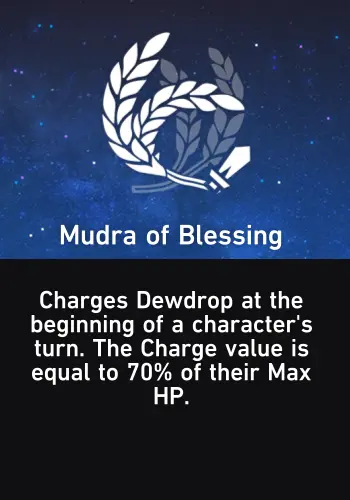 Mudra of Blessing
Charges Dewdrop at the
beginning of a character's
turn. The Charge value is
equal to 70% of their Max
HP.